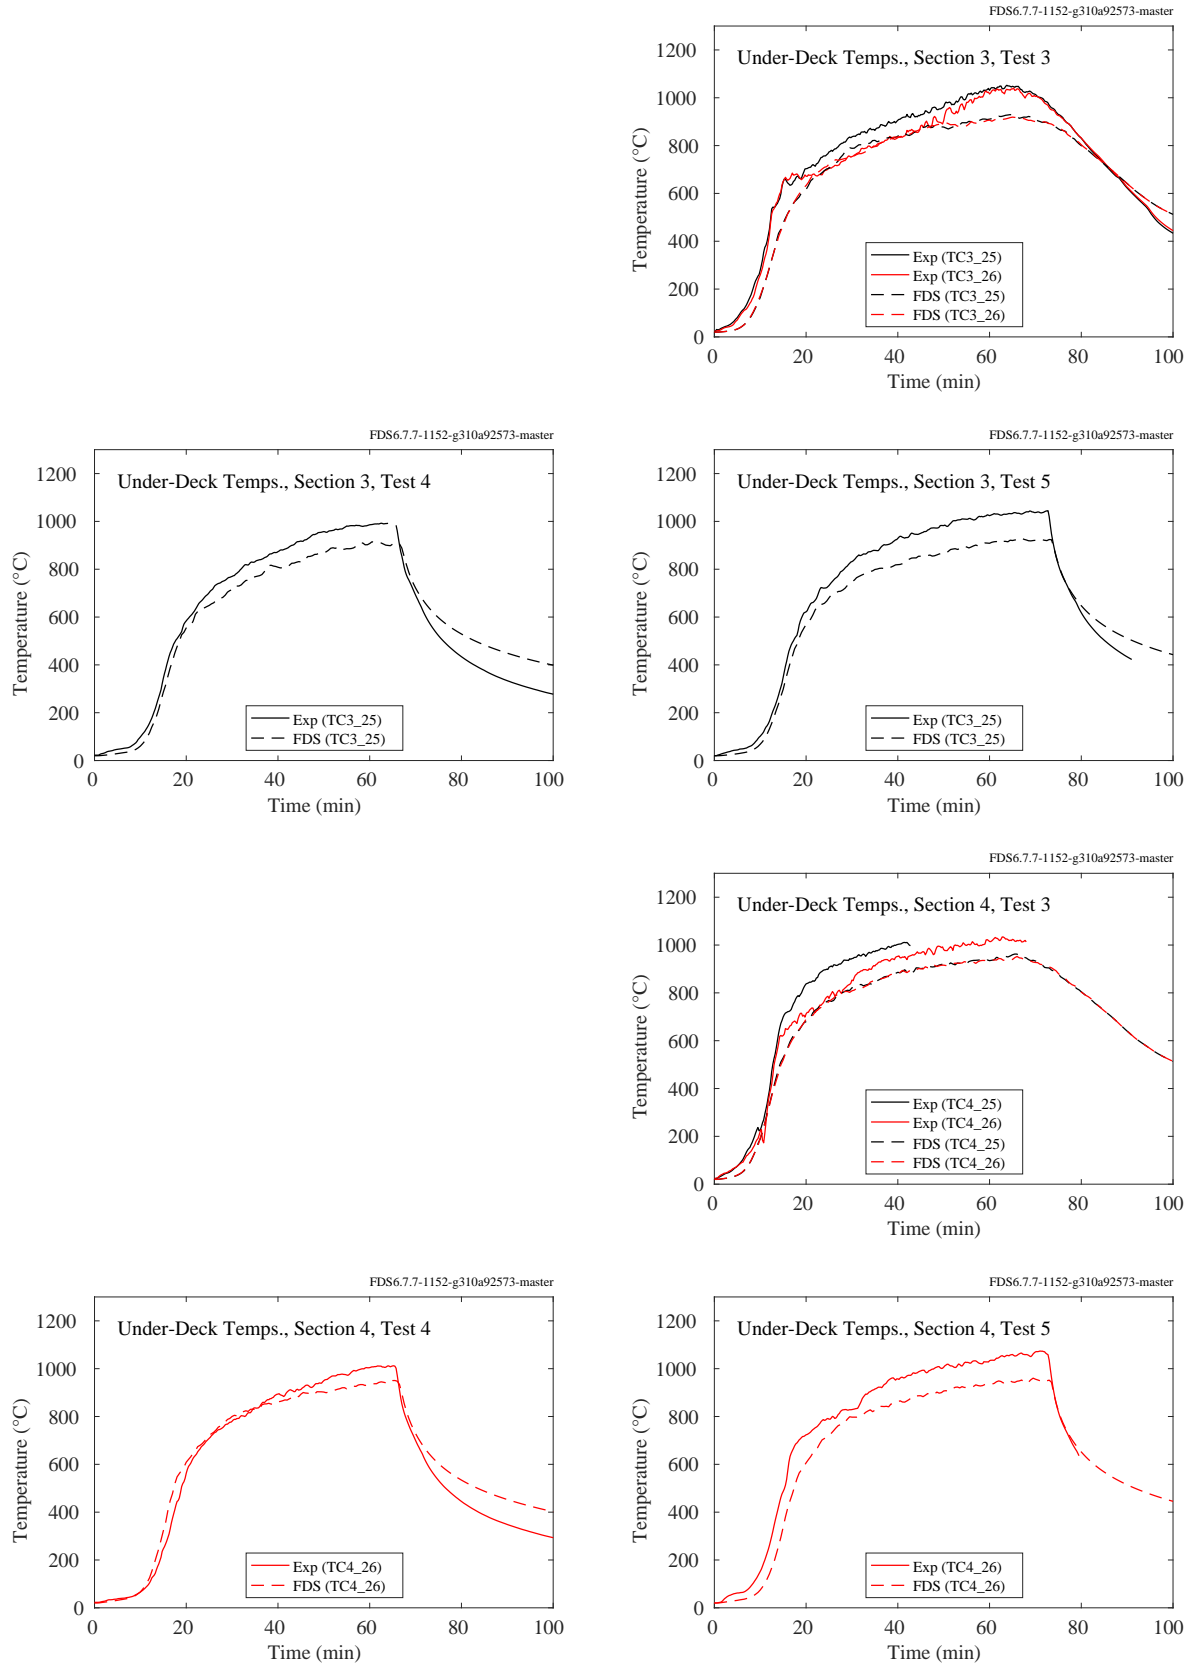 FDS6.7.7-1152-g310a92573-master
Under-Deck Temps., Section 3, Test 3
Temperature (°C)
1200
1000
800
600
400
200
0
Exp (TC3_25)
Exp (TC3_26)
FDS (TC3_25)
FDS (TC3_26)
0 20 40 60 80 100
Time (min)
FDS6.7.7-1152-g310a92573-master
Under-Deck Temps., Section 3, Test 4
Temperature (°C)
1200
1000
800
600
400
200
0
Exp (TC3_25)
FDS (TC3_25)
0 20 40 60 80 100
Time (min)
FDS6.7.7-1152-g310a92573-master
Under-Deck Temps., Section 3, Test 5
Temperature (°C)
1200
1000
800
600
400
200
0
Exp (TC3_25)
FDS (TC3_25)
0 20 40 60 80 100
Time (min)
FDS6.7.7-1152-g310a92573-master
Under-Deck Temps., Section 4, Test 3
Temperature (°C)
1200
1000
800
600
400
200
0
Exp (TC4_25)
Exp (TC4_26)
FDS (TC4_25)
FDS (TC4_26)
0 20 40 60 80 100
Time (min)
FDS6.7.7-1152-g310a92573-master
Under-Deck Temps., Section 4, Test 4
Temperature (°C)
1200
1000
800
600
400
200
0
Exp (TC4_26)
FDS (TC4_26)
0 20 40 60 80 100
Time (min)
FDS6.7.7-1152-g310a92573-master
Under-Deck Temps., Section 4, Test 5
Temperature (°C)
1200
1000
800
600
400
200
0
Exp (TC4_26)
FDS (TC4_26)
0 20 40 60 80 100
Time (min)